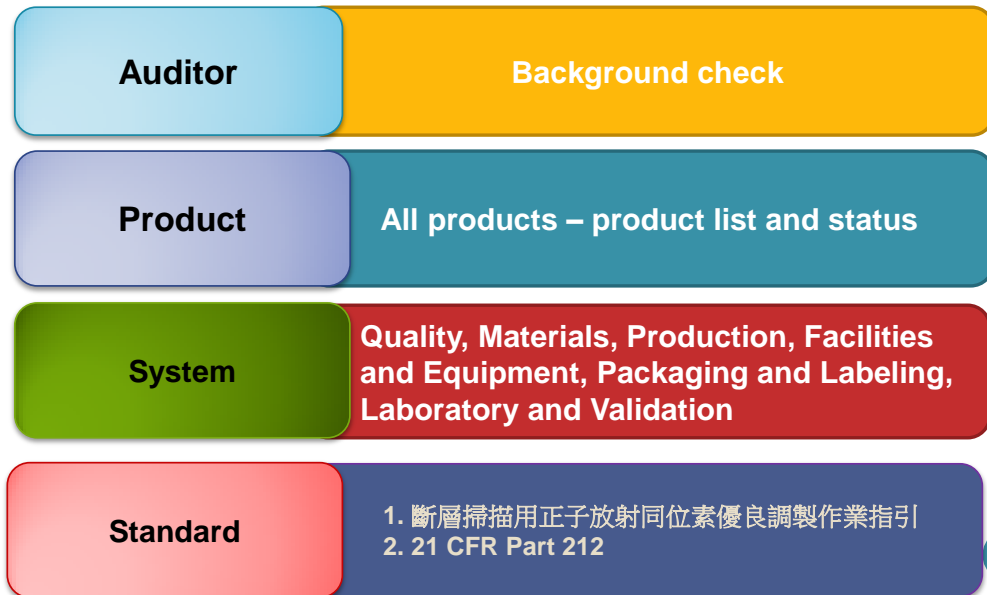 Auditor
Background check
Product
All products – product list and status
System
Quality, Materials, Production, Facilities
and Equipment, Packaging and Labeling,
Laboratory and Validation
Standard
1. 斷層掃描用正子放射同位素優良調製作業指引
2. 21 CFR Part 212